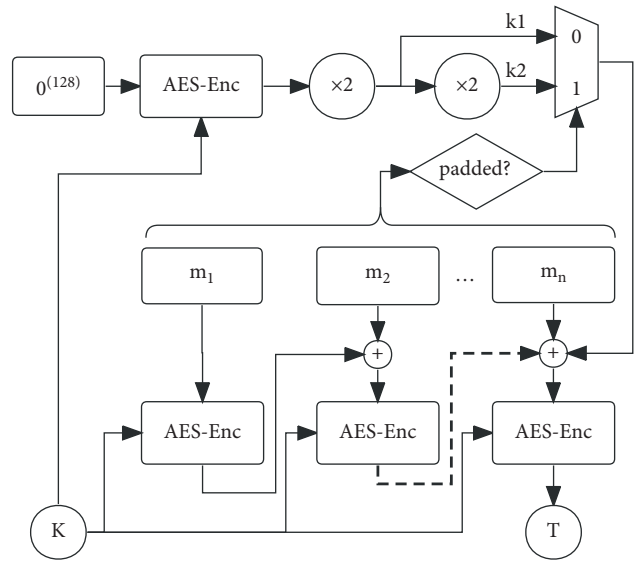 k1
0
0(128)
AES-Enc
×2
×2
k2
1
padded?
m1
m2
...
mn
+
+
AES-Enc
AES-Enc
AES-Enc
K
T